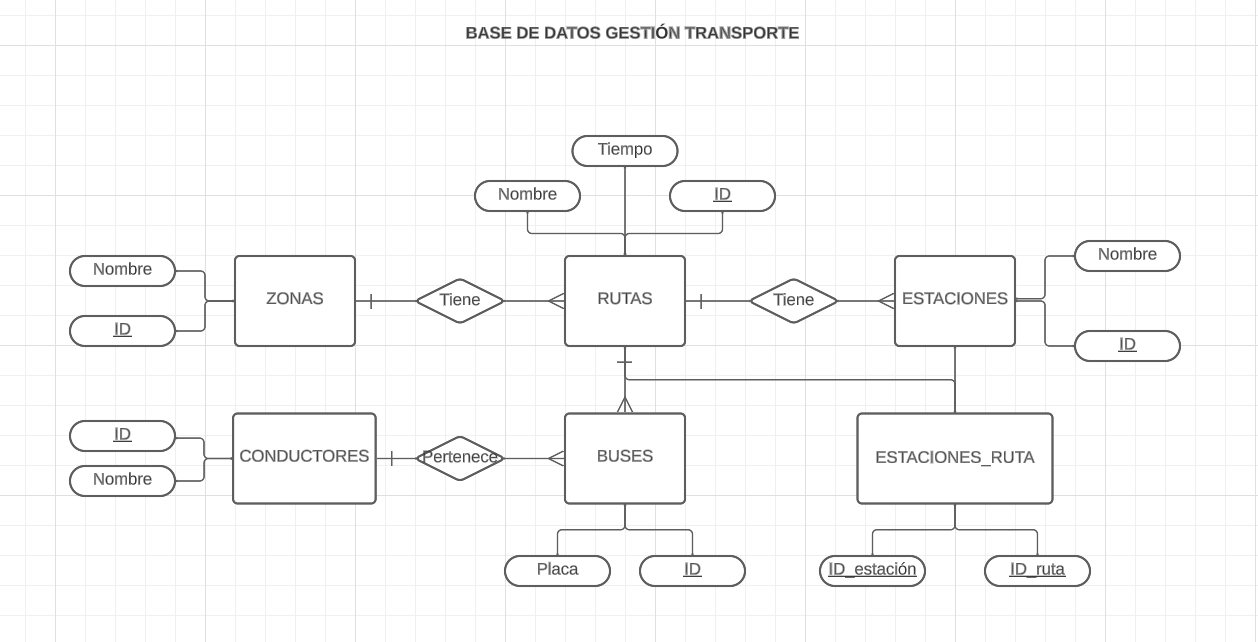 BASE DE DATOS GESTIÓN TRANSPORTE
Tiempo
Nombre
ID
Nombre
ID
ZONAS
Tiene
RUTAS
Tiene
ESTACIONES
Nombre
ID
ID
Nombre
CONDUCTORES
Pertenece
BUSES
ESTACIONES_RUTA
Placa
ID
ID_estación
ID_ruta